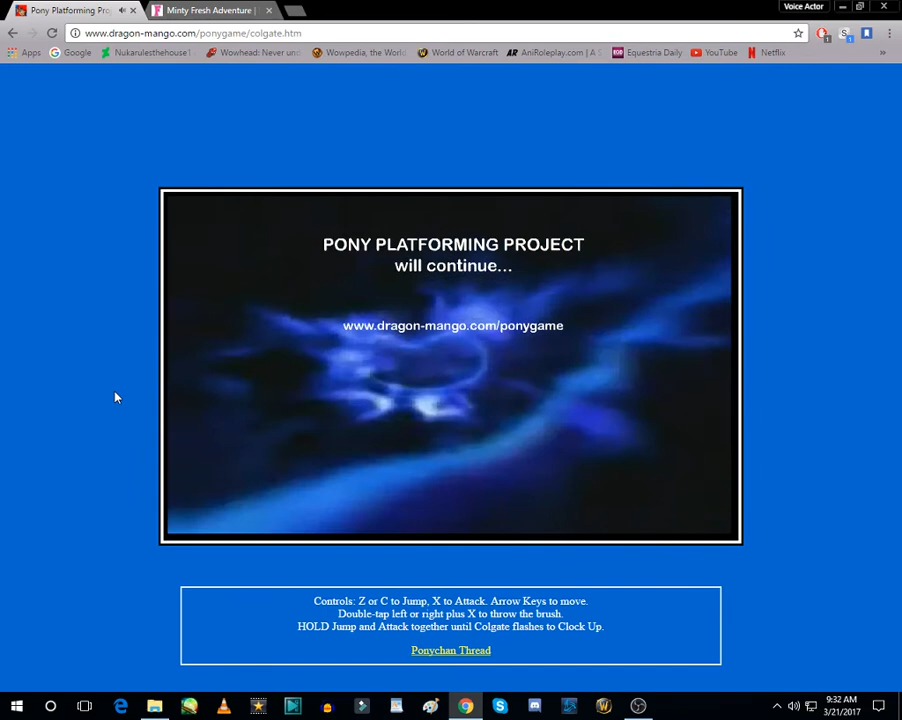 Pony Platforming Proj
Minty Fresh Adventure |
Voice Actor
www.dragon-mango.com/ponygame/colgate.htm
Apps
Google
Nukarulesthehouse1
Wowhead: Never und
Wowpedia, the World
World of Warcraft
AniRoleplay.com | A S
Equestria Daily
YouTube
Netflix
PONY PLATFORMING PROJECT
will continue...
www.dragon-mango.com/ponygame
Controls: Z or C to Jump, X to Attack. Arrow Keys to move.
Double-tap left or right plus X to throw the brush.
HOLD Jump and Attack together until Colgate flashes to Clock Up.
Ponychan Thread
9:32 AM
3/21/2017